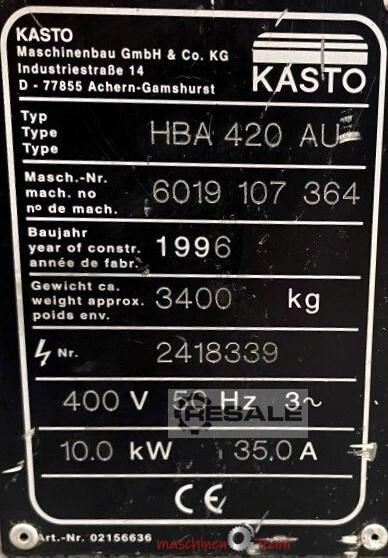 KASTO
Maschinenbau GmbH & Co. KG
Industriestraße 14
D - 77855 Achern-Gamshurst
KASTO
Typ
Type
Type
HBA 420 AU
Masch.-Nr.
mach. no
nº de mach.
6019 107 364
Baujahr
year of constr.
année de fabr.
1996
Gewicht ca.
weight approx.
poids env.
3400 kg
Nr. 2418339
400 V 50 Hz 3~
RESALE
10.0 kW 35.0 A
CE
Art.-Nr. 02156636
maschinen Team